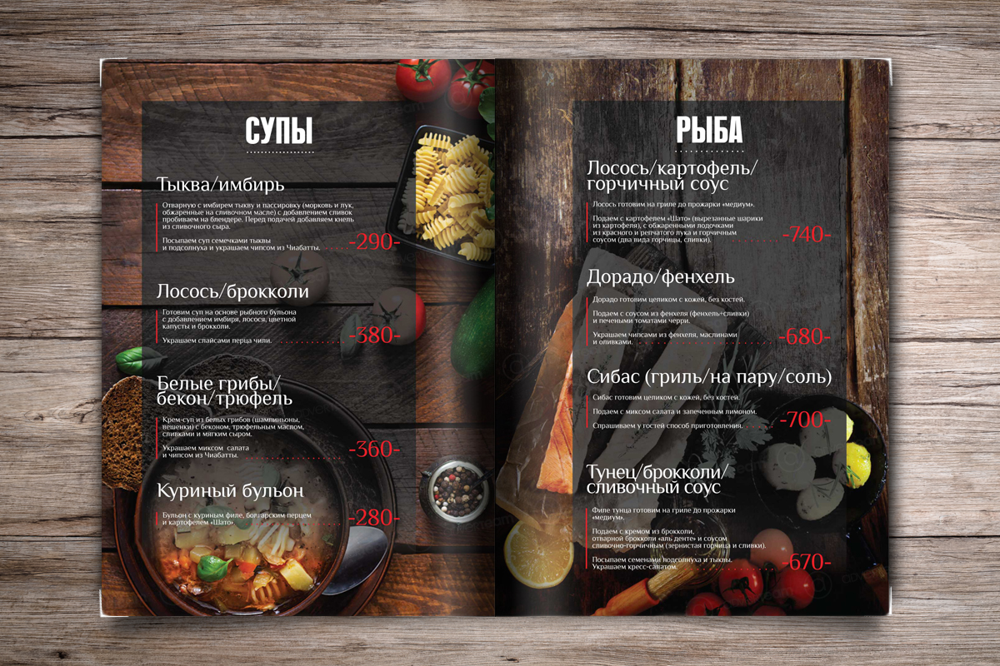 СУПЫ
Тыква/имбирь
Отварную с имбирем тыкву и пассировку (морковь и лук,
обжаренные на сливочном масле) с добавлением сливок
пробиваем на блендере. Перед подачей добавляем кнель
из сливочного сыра.
Посыпаем суп семечками тыквы
и подсолнуха и украшаем чипсом из Чиабатты. -290-
Лосось/брокколи
Готовим суп на основе рыбного бульона
с добавлением имбиря, лосося, цветной
капусты и брокколи.
Украшаем слайсами перца чили. -380-
Белые грибы/
бекон/трюфель
Крем-суп из белых грибов (шампиньоны,
вешенки) с беконом, трюфельным маслом,
сливками и мягким сыром.
Украшаем миксом салата
и чипсом из Чиабатты. -360-
Куриный бульон
Бульон с куриным филе, болгарским перцем
и картофелем «Шато» -280-
РЫБА
Лосось/картофель/
горчичный соус
Лосось готовим на гриле до прожарки «медиум».
Подаем с картофелем «Шато» (вырезанные шарики
из картофеля), с обжаренными лодочками
из красного и репчатого лука и горчичным
соусом (два вида горчицы, сливки). -740-
Дорадо/фенхель
Дорадо готовим целиком с кожей, без костей.
Подаем с соусом из фенхеля (фенхель+сливки)
и печеными томатами черри.
Украшаем чипсами из фенхеля, маслинами
и оливками. -680-
Сибас (гриль/на пару/соль)
Сибас готовим целиком с кожей, без костей.
Подаем с миксом салата и запеченным лимоном.
Спрашиваем у гостей способ приготовления. -700-
Тунец/брокколи/
сливочный соус
Филе тунца готовим на гриле до прожарки
«медиум».
Подаем с кремом из брокколи,
отварной брокколи «аль денте» и соусом
сливочно-горчичным (зернистая горчица и сливки).
Посыпаем семенами подсолнуха и тыквы.
Украшаем кресс-салатом. -670-